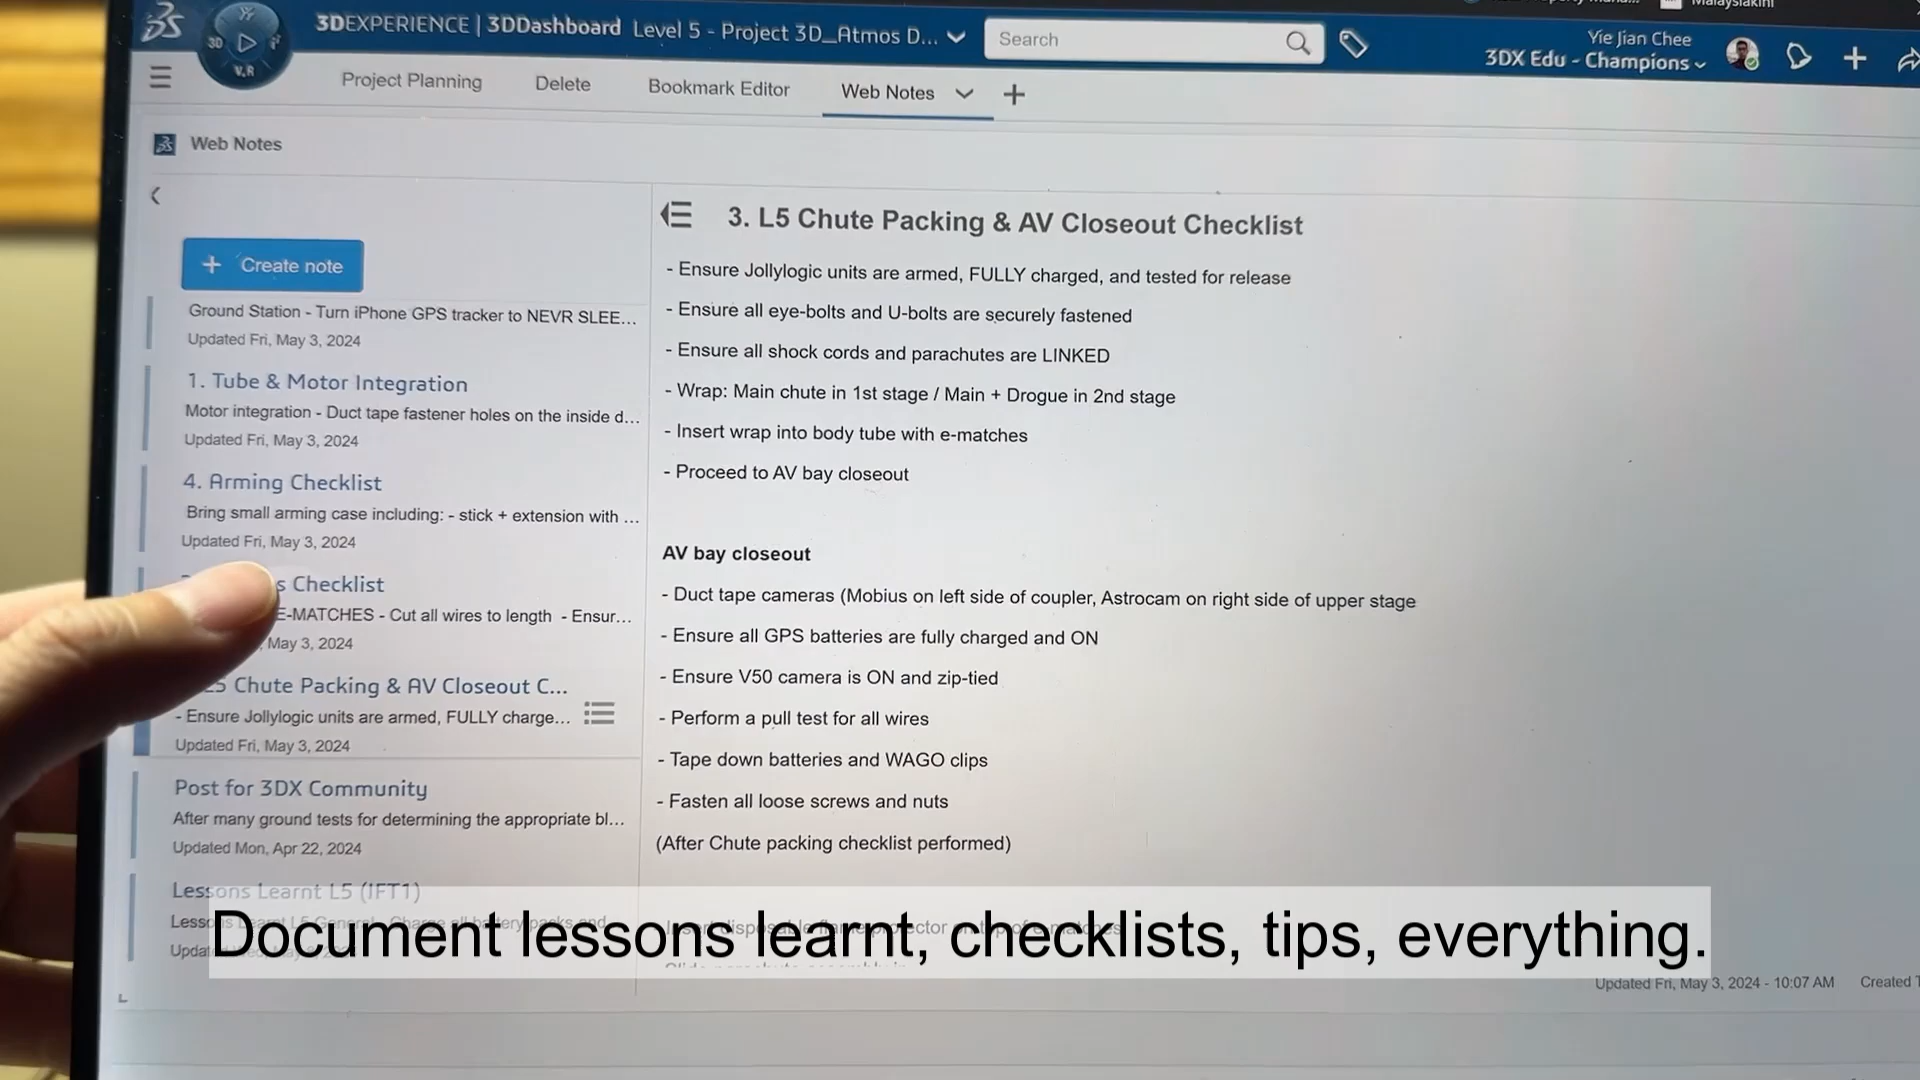 Malaysiakini
3DEXPERIENCE | 3DDashboard Level 5 - Project 3D_Atmos D...
Search
Yie Jian Chee
3DX Edu - Champions
3D
V.R
Project Planning
Delete
Bookmark Editor
Web Notes
Web Notes
+ Create note
Ground Station - Turn iPhone GPS tracker to NEVR SLEE...
Updated Fri, May 3, 2024
1. Tube & Motor Integration
Motor integration - Duct tape fastener holes on the inside d...
Updated Fri, May 3, 2024
4. Arming Checklist
Bring small arming case including: - stick + extension with ...
Updated Fri, May 3, 2024
s Checklist
E-MATCHES - Cut all wires to length - Ensur...
May 3, 2024
L5 Chute Packing & AV Closeout C...
- Ensure Jollylogic units are armed, FULLY charge...
Updated Fri, May 3, 2024
Post for 3DX Community
After many ground tests for determining the appropriate bl...
Updated Mon, Apr 22, 2024
Lessons Learnt L5 (IFT1)
3. L5 Chute Packing & AV Closeout Checklist
- Ensure Jollylogic units are armed, FULLY charged, and tested for release
- Ensure all eye-bolts and U-bolts are securely fastened
- Ensure all shock cords and parachutes are LINKED
- Wrap: Main chute in 1st stage / Main + Drogue in 2nd stage
- Insert wrap into body tube with e-matches
- Proceed to AV bay closeout
AV bay closeout
- Duct tape cameras (Mobius on left side of coupler, Astrocam on right side of upper stage
- Ensure all GPS batteries are fully charged and ON
- Ensure V50 camera is ON and zip-tied
- Perform a pull test for all wires
- Tape down batteries and WAGO clips
- Fasten all loose screws and nuts
(After Chute packing checklist performed)
Document lessons learnt, checklists, tips, everything.
Updated Fri, May 3, 2024 - 10:07 AM Created